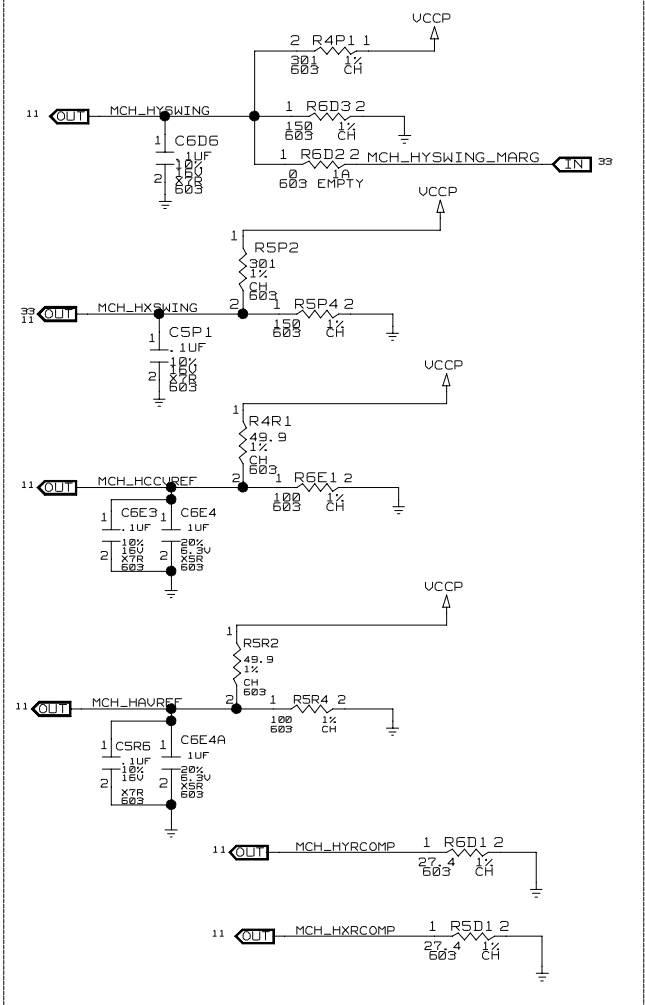 VCCP
2 R4P1 1
301 1%
603 CH
11 OUT MCH_HYSWING
1 R6D3 2
150 1%
603 CH
1 C6D6
.1UF
10%
16V
2 X7R
603
1 R6D2 2 MCH_HYSWING_MARG IN 33
0 1A
603 EMPTY
VCCP
1
R5P2
301
1%
CH
603
2
33
11 OUT MCH_HXSWING
1 R5P4 2
150 1%
603 CH
1 C5P1
.1UF
10%
16V
2 X7R
603
VCCP
1
R4R1
49.9
1%
CH
603
2
11 OUT MCH_HCCVREF
1 R6E1 2
100 1%
603 CH
1 C6E3 1 C6E4
.1UF 1UF
10% 20%
16V 6.3V
2 X7R 2 X5R
603 603
VCCP
1
R5R2
49.9
1%
CH
603
2
11 OUT MCH_HAVREF
1 R5R4 2
100 1%
603 CH
1 C5R6 1 C6E4A
.1UF 1UF
10% 20%
16V 6.3V
2 X7R 2 X5R
603 603
11 OUT MCH_HYRCOMP 1 R6D1 2
27.4 1%
603 CH
11 OUT MCH_HXRCOMP 1 R5D1 2
27.4 1%
603 CH